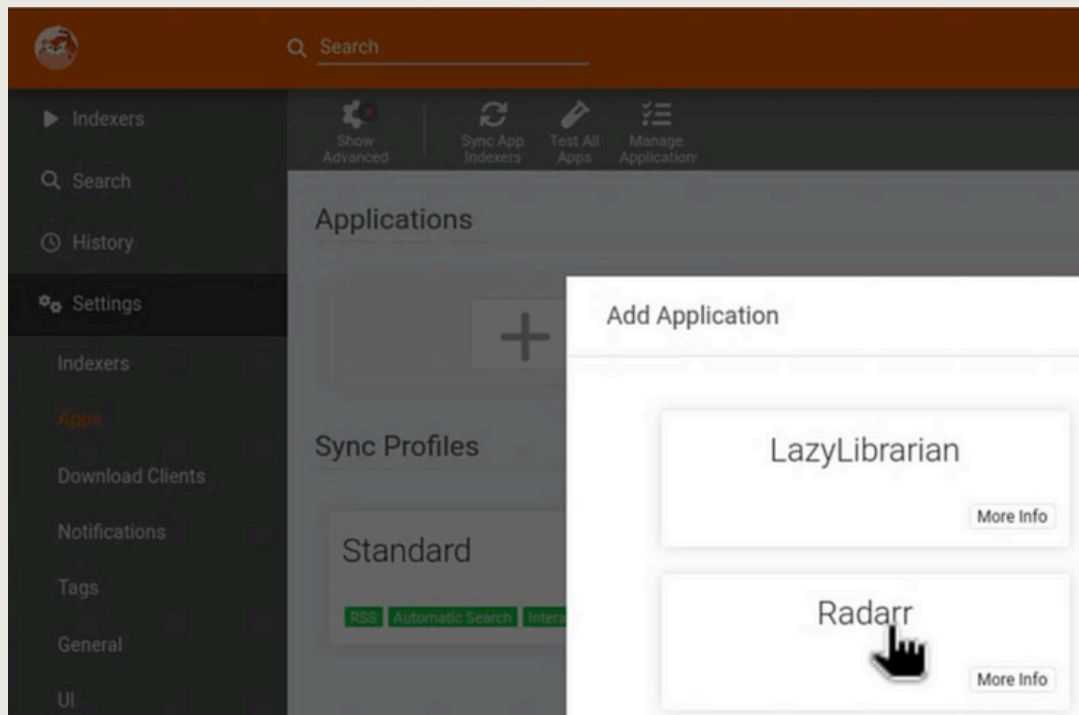 Search
Indexers
Search
History
Settings
Indexers
Apps
Download Clients
Notifications
Tags
General
UI
Show
Advanced
Sync App
Indexers
Test All
Apps
Manage
Applications
Applications
Sync Profiles
Standard
RSS Automatic Search Intera
Add Application
LazyLibrarian
More Info
Radarr
More Info